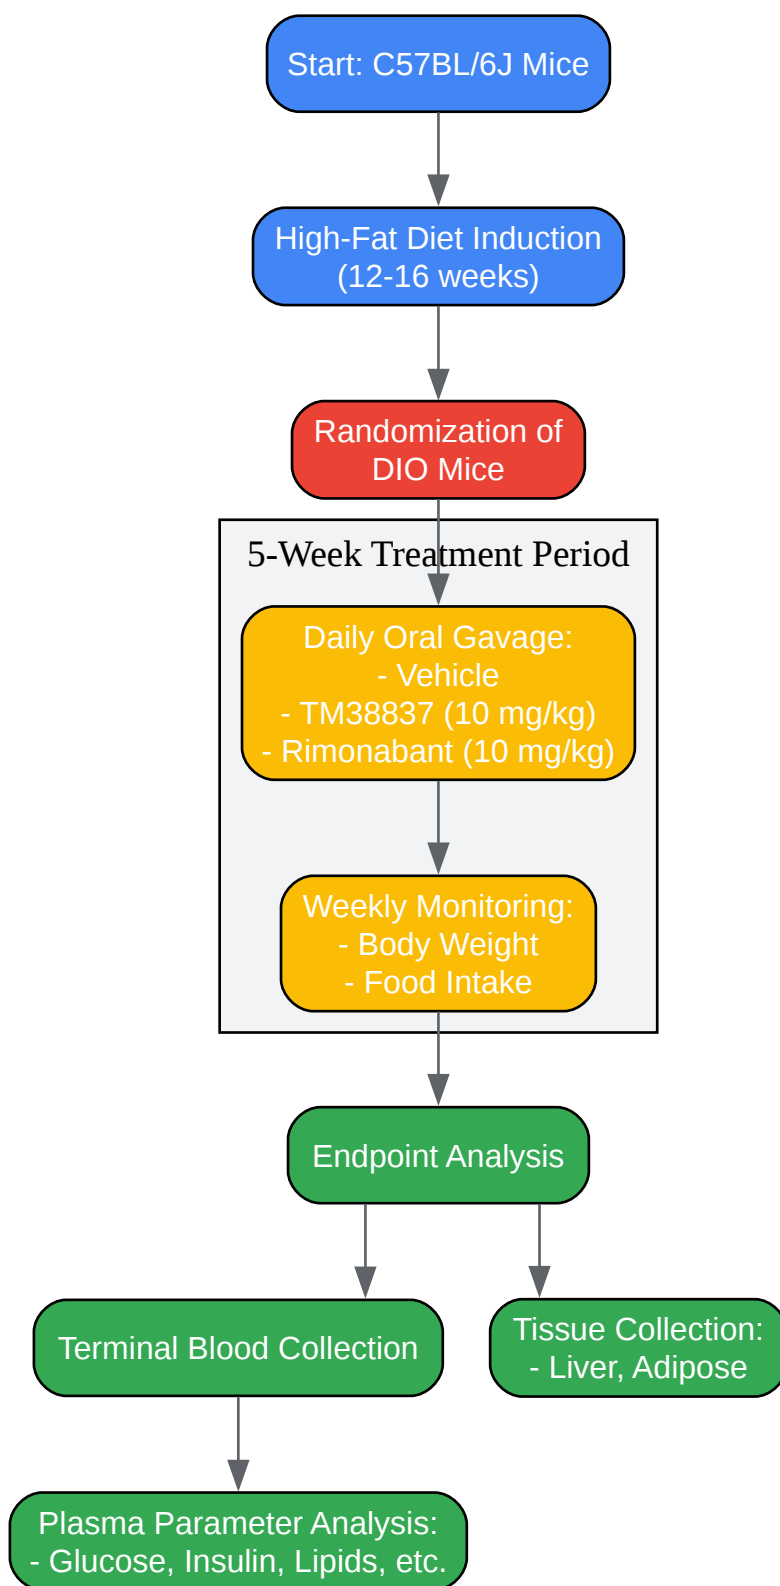 Start: C57BL/6J Mice
High-Fat Diet Induction
(12-16 weeks)
Randomization of
DIO Mice
5-Week Treatment Period
Daily Oral Gavage:
- Vehicle
- TM38837 (10 mg/kg)
- Rimonabant (10 mg/kg)
Weekly Monitoring:
- Body Weight
- Food Intake
Endpoint Analysis
Terminal Blood Collection
Tissue Collection:
- Liver, Adipose
Plasma Parameter Analysis:
- Glucose, Insulin, Lipids, etc.